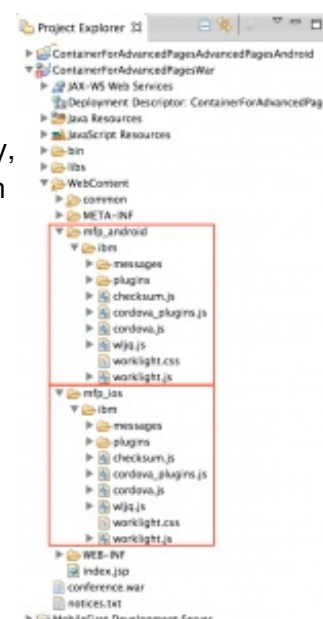 Project Explorer
ContainerForAdvancedPagesAdvancedPagesAndroid
ContainerForAdvancedPagesWar
JAX-WS Web Services
Deployment Descriptor: ContainerForAdvancedPag
Java Resources
JavaScript Resources
bin
libs
WebContent
common
META-INF
mfp_android
ibm
messages
plugins
checksum.js
cordova_plugins.js
cordova.js
wljq.js
worklight.css
worklight.js
mfp_ios
ibm
messages
plugins
checksum.js
cordova_plugins.js
cordova.js
wljq.js
worklight.css
worklight.js
WEB-INF
index.jsp
conference.war
notices.txt
MobileFirst Development Server